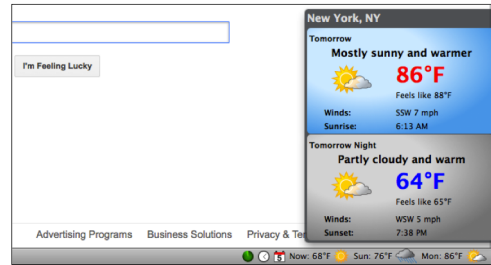 New York, NY
Tomorrow
Mostly sunny and warmer
86°F
Feels like 88°F
Winds: SSW 7 mph
Sunrise: 6:13 AM
Tomorrow Night
Partly cloudy and warm
64°F
Feels like 65°F
Winds: WSW 5 mph
Sunset: 7:38 PM
I'm Feeling Lucky
Advertising Programs Business Solutions Privacy & Te
Now: 68°F Sun: 76°F Mon: 86°F